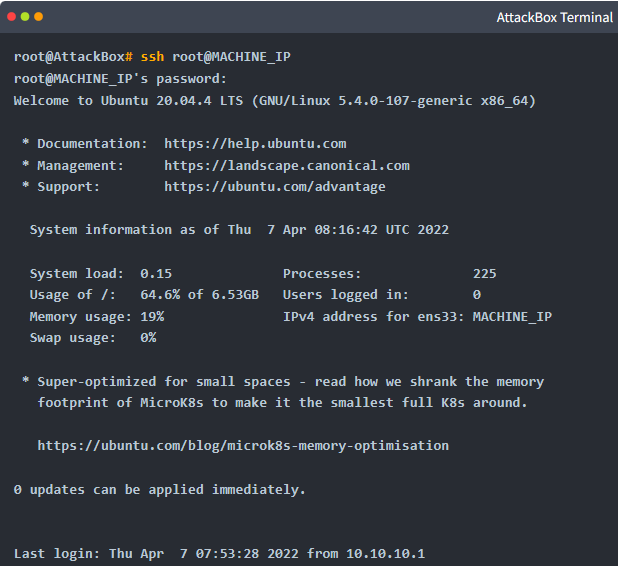 AttackBox Terminal
root@AttackBox# ssh root@MACHINE_IP
root@MACHINE_IP's password:
Welcome to Ubuntu 20.04.4 LTS (GNU/Linux 5.4.0-107-generic x86_64)
* Documentation:  https://help.ubuntu.com
* Management:     https://landscape.canonical.com
* Support:        https://ubuntu.com/advantage
System information as of Thu  7 Apr 08:16:42 UTC 2022
System load:  0.15              Processes:              225
Usage of /:   64.6% of 6.53GB   Users logged in:        0
Memory usage: 19%               IPv4 address for ens33: MACHINE_IP
Swap usage:   0%
* Super-optimized for small spaces - read how we shrank the memory
footprint of MicroK8s to make it the smallest full K8s around.
https://ubuntu.com/blog/microk8s-memory-optimisation
0 updates can be applied immediately.
Last login: Thu Apr  7 07:53:28 2022 from 10.10.10.1